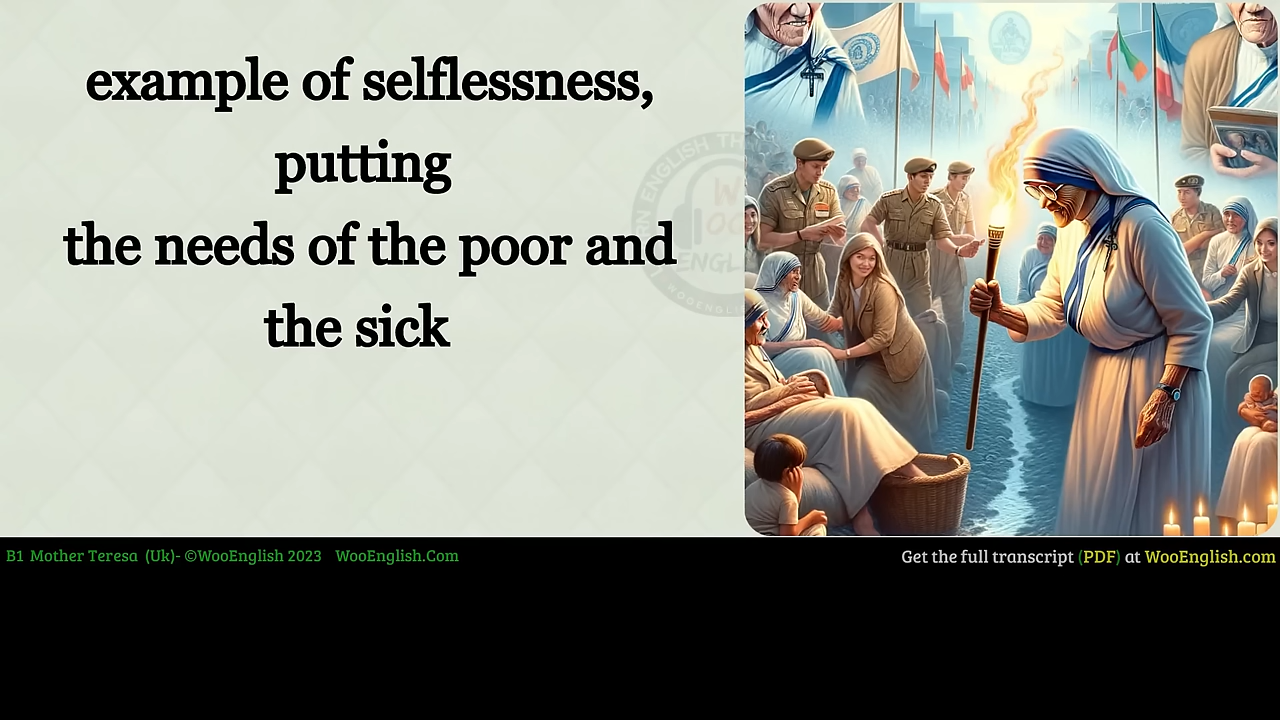 example of selflessness,
putting
the needs of the poor and
the sick
B1 Mother Teresa (Uk)- ©WooEnglish 2023 WooEnglish.Com
Get the full transcript (PDF) at WooEnglish.com